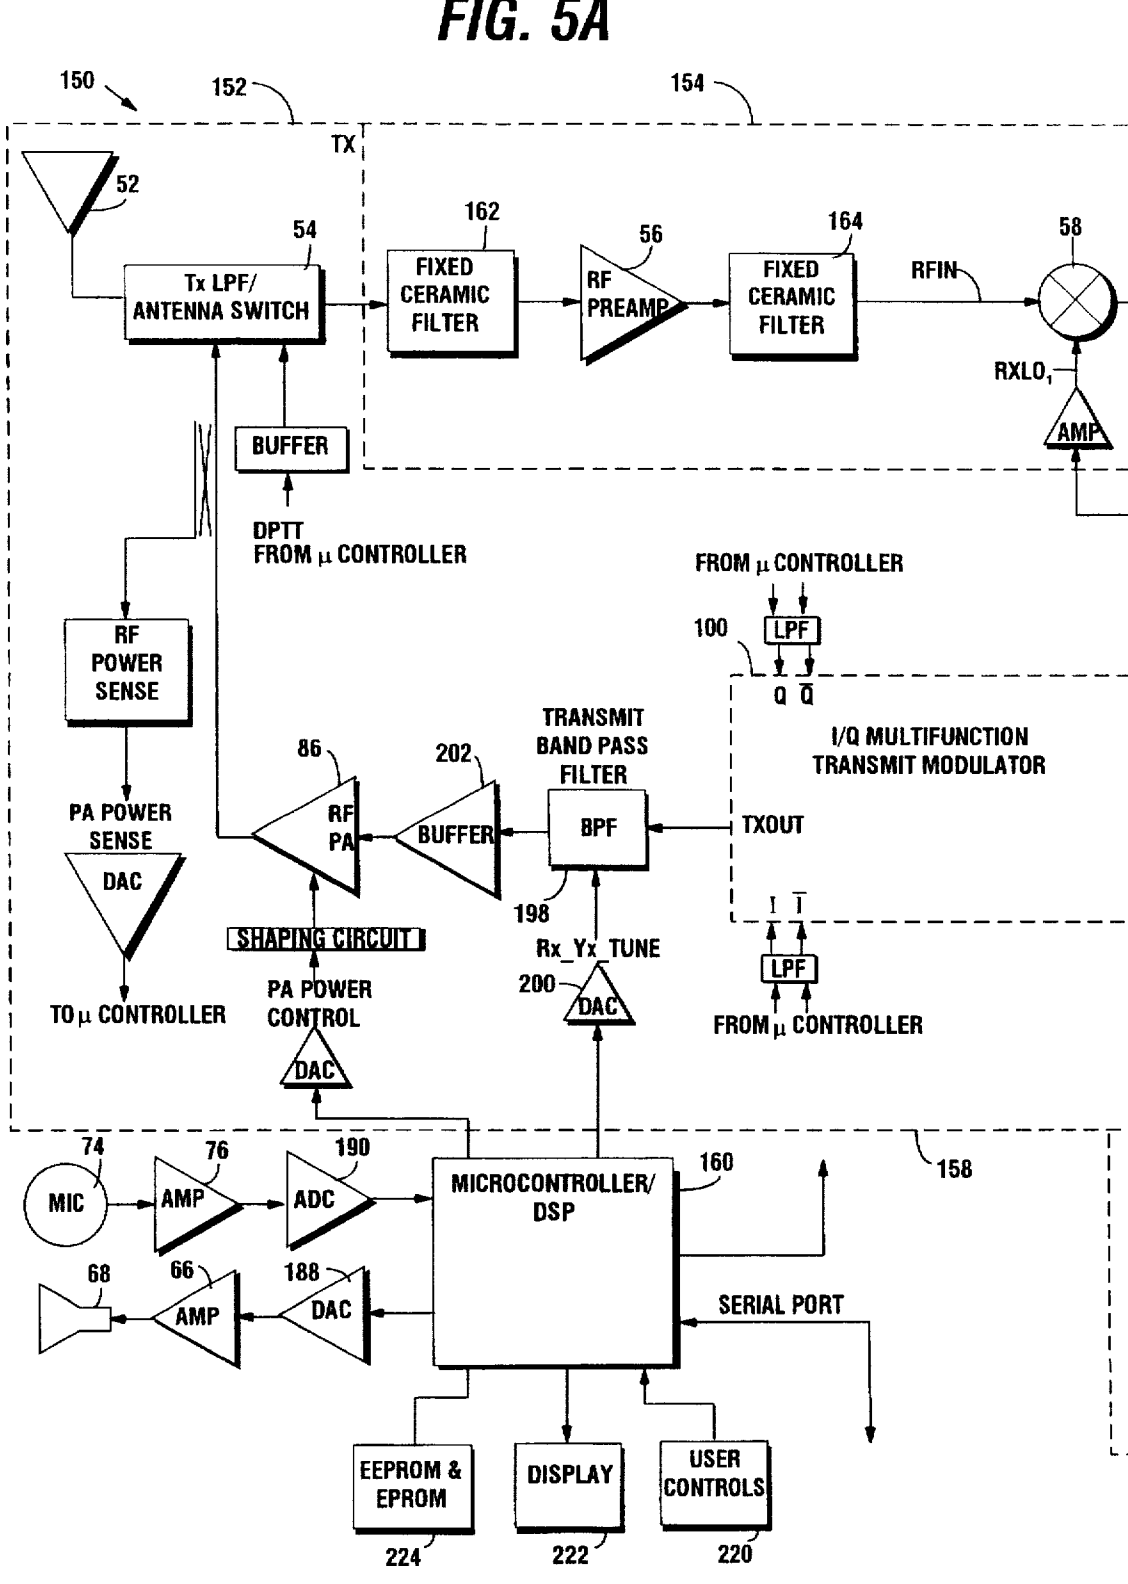 FIG. 5A
150
152
154
TX
52
54
Tx LPF/
ANTENNA SWITCH
162
FIXED
CERAMIC
FILTER
56
RF
PREAMP
164
FIXED
CERAMIC
FILTER
RFIN
58
RXLO1
AMP
BUFFER
DPTT
FROM μ CONTROLLER
FROM μ CONTROLLER
LPF
100
Q Q̅
I/Q MULTIFUNCTION
TRANSMIT MODULATOR
TXOUT
I I̅
LPF
FROM μ CONTROLLER
RF
POWER
SENSE
PA POWER
SENSE
DAC
TO μ CONTROLLER
86
RF
PA
202
BUFFER
TRANSMIT
BAND PASS
FILTER
BPF
198
Rx_Yx_TUNE
200
DAC
SHAPING CIRCUIT
PA POWER
CONTROL
DAC
74
MIC
76
AMP
190
ADC
MICROCONTROLLER/
DSP
160
158
68
66
AMP
188
DAC
SERIAL PORT
EEPROM &
EPROM
224
DISPLAY
222
USER
CONTROLS
220